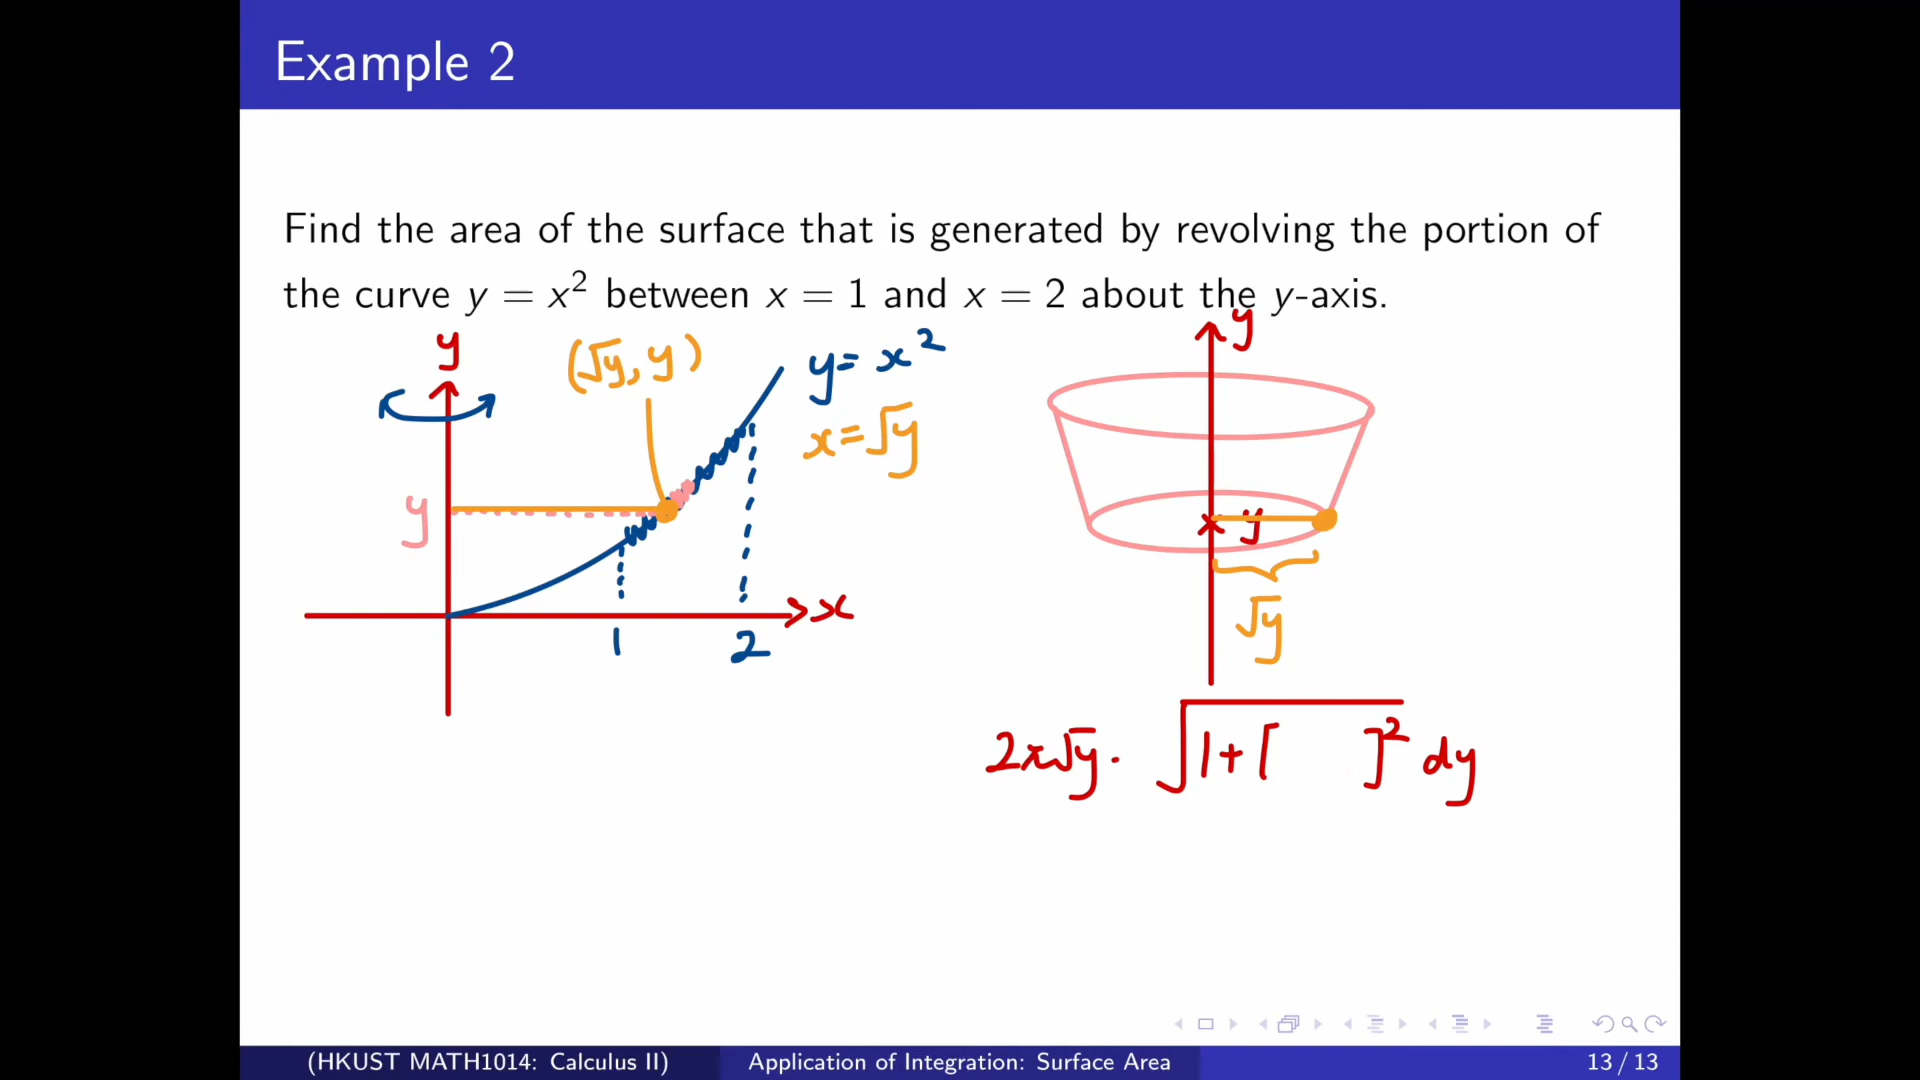 Example 2
Find the area of the surface that is generated by revolving the portion of
the curve y = x² between x = 1 and x = 2 about the y-axis.
y
(√y, y)
y = x²
x = √y
y
x
1
2
y
y
√y
2π√y · √1+[ ]² dy
(HKUST MATH1014: Calculus II)
Application of Integration: Surface Area
13 / 13